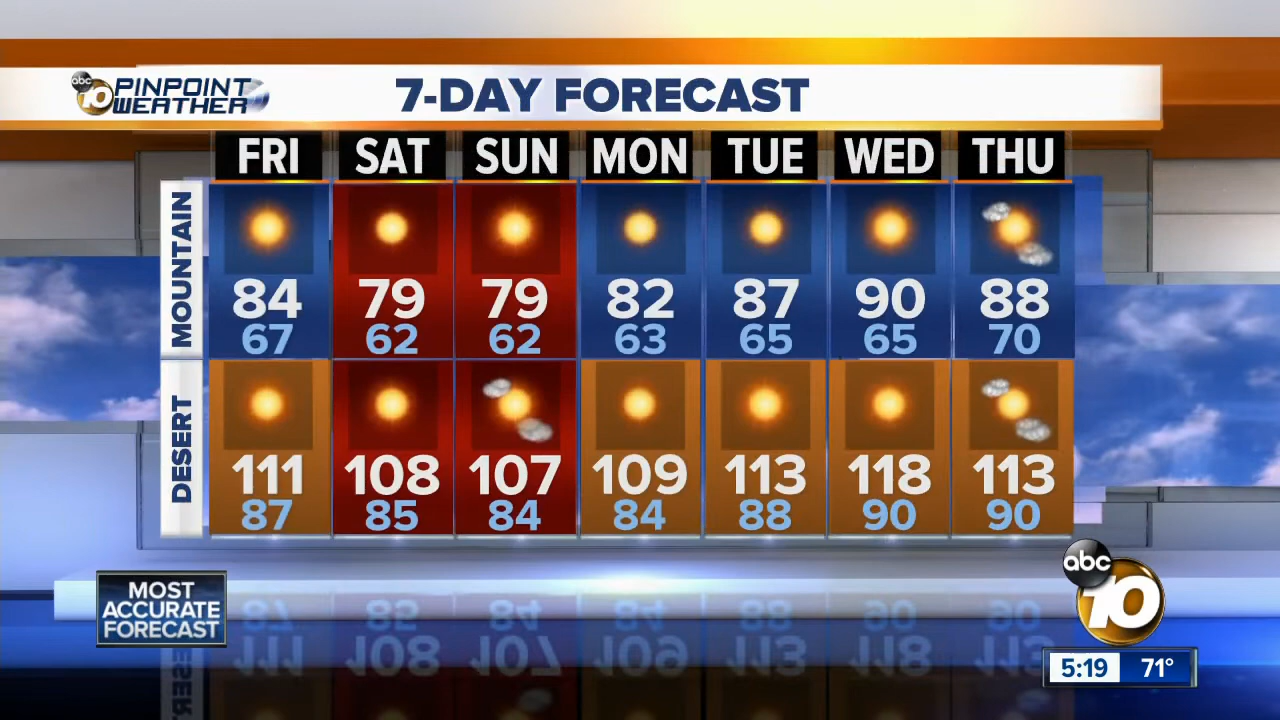 abc
10
PINPOINT
WEATHER
7-DAY FORECAST
FRI SAT SUN MON TUE WED THU
MOUNTAIN
84 79 79 82 87 90 88
67 62 62 63 65 65 70
DESERT
111 108 107 109 113 118 113
87 85 84 84 88 90 90
MOST
ACCURATE
FORECAST
abc
10
5:19 71°